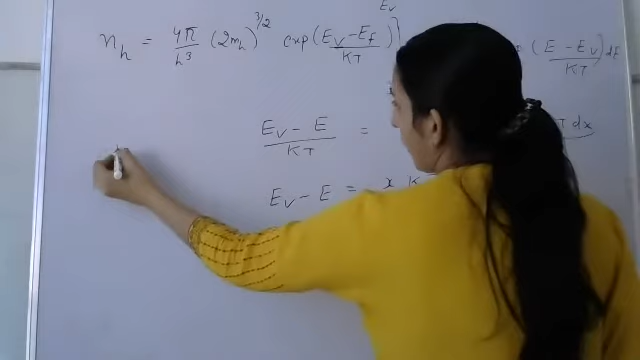 Ev
nh = 4π/h³ (2mh)^3/2 exp(Ev-Ef/KT) (E-Ev/KT)dE
Ev-E/KT = T dx
Ev-E = x K